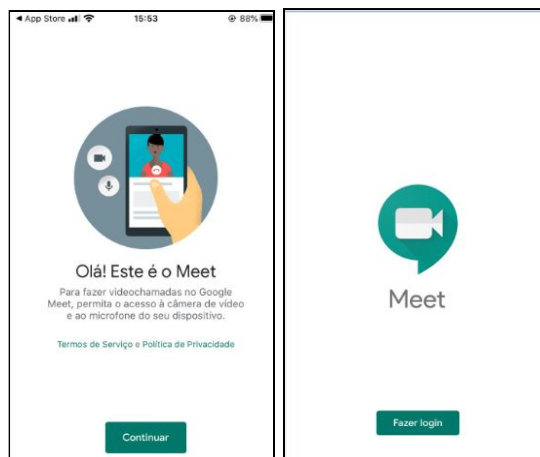 App Store
15:53
88%
Olá! Este é o Meet
Para fazer videochamadas no Google
Meet, permita o acesso à câmera de vídeo
e ao microfone do seu dispositivo.
Termos de Serviço e Política de Privacidade
Continuar
Meet
Fazer login